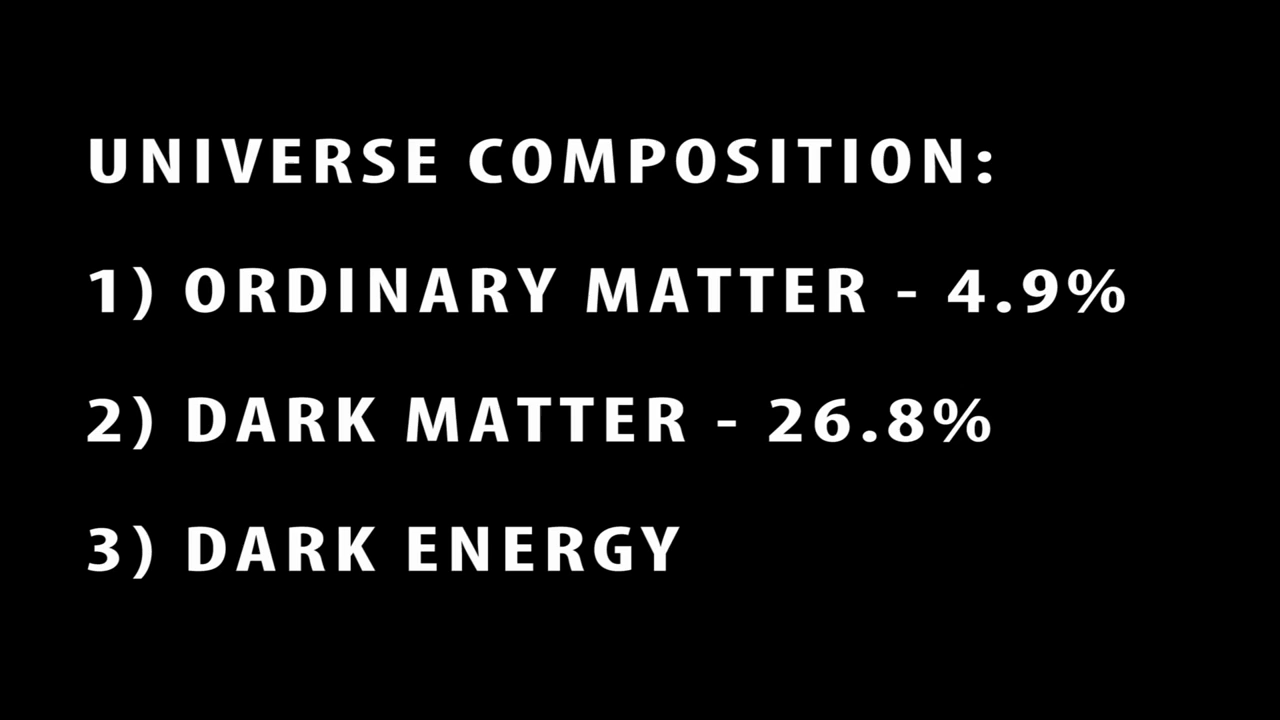 UNIVERSE COMPOSITION:
1) ORDINARY MATTER - 4.9%
2) DARK MATTER - 26.8%
3) DARK ENERGY